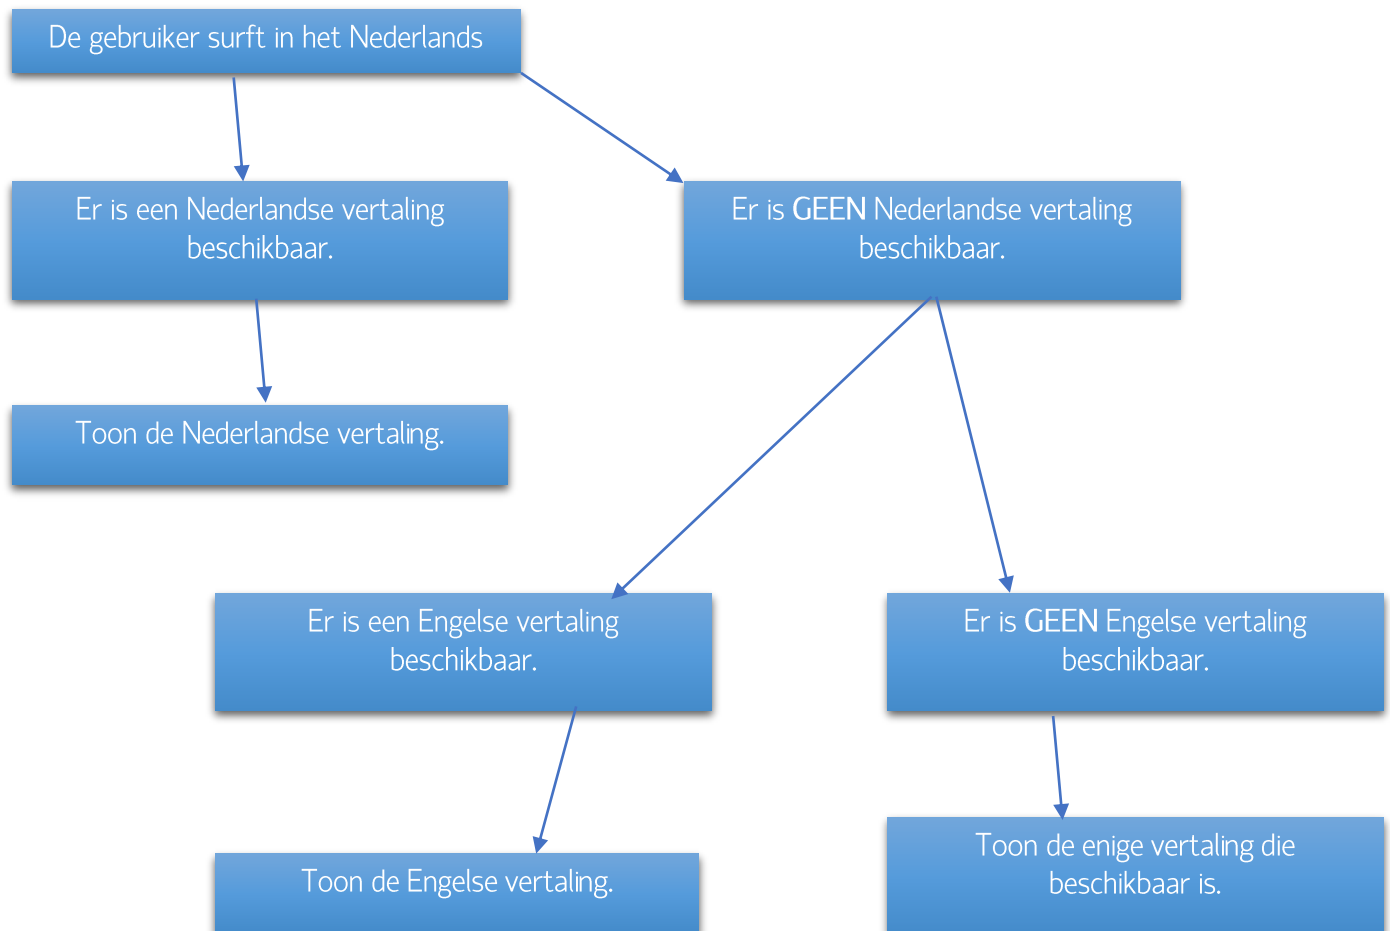 De gebruiker surft in het Nederlands
Er is een Nederlandse vertaling
beschikbaar.
Er is GEEN Nederlandse vertaling
beschikbaar.
Toon de Nederlandse vertaling.
Er is een Engelse vertaling
beschikbaar.
Er is GEEN Engelse vertaling
beschikbaar.
Toon de Engelse vertaling.
Toon de enige vertaling die
beschikbaar is.